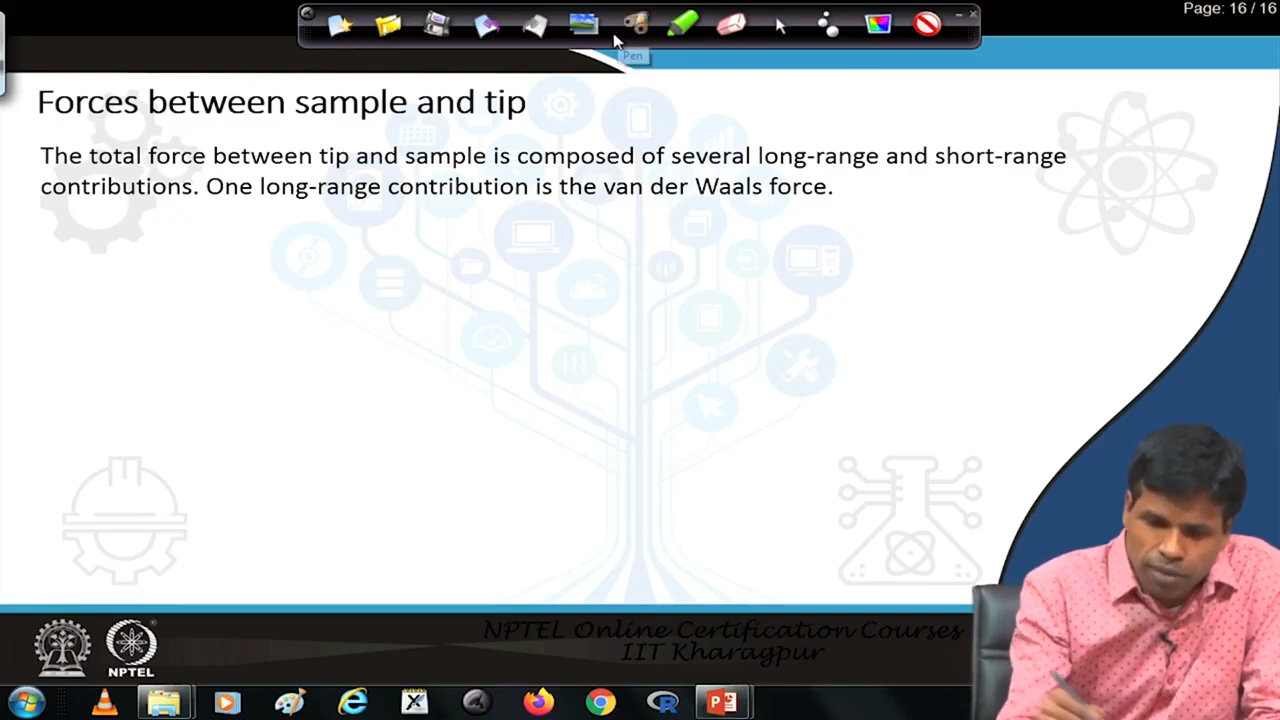 Page: 16 / 16
Pen
Forces between sample and tip
The total force between tip and sample is composed of several long-range and short-range
contributions. One long-range contribution is the van der Waals force.
NPTEL Online Certification Courses
IIT Kharagpur
NPTEL